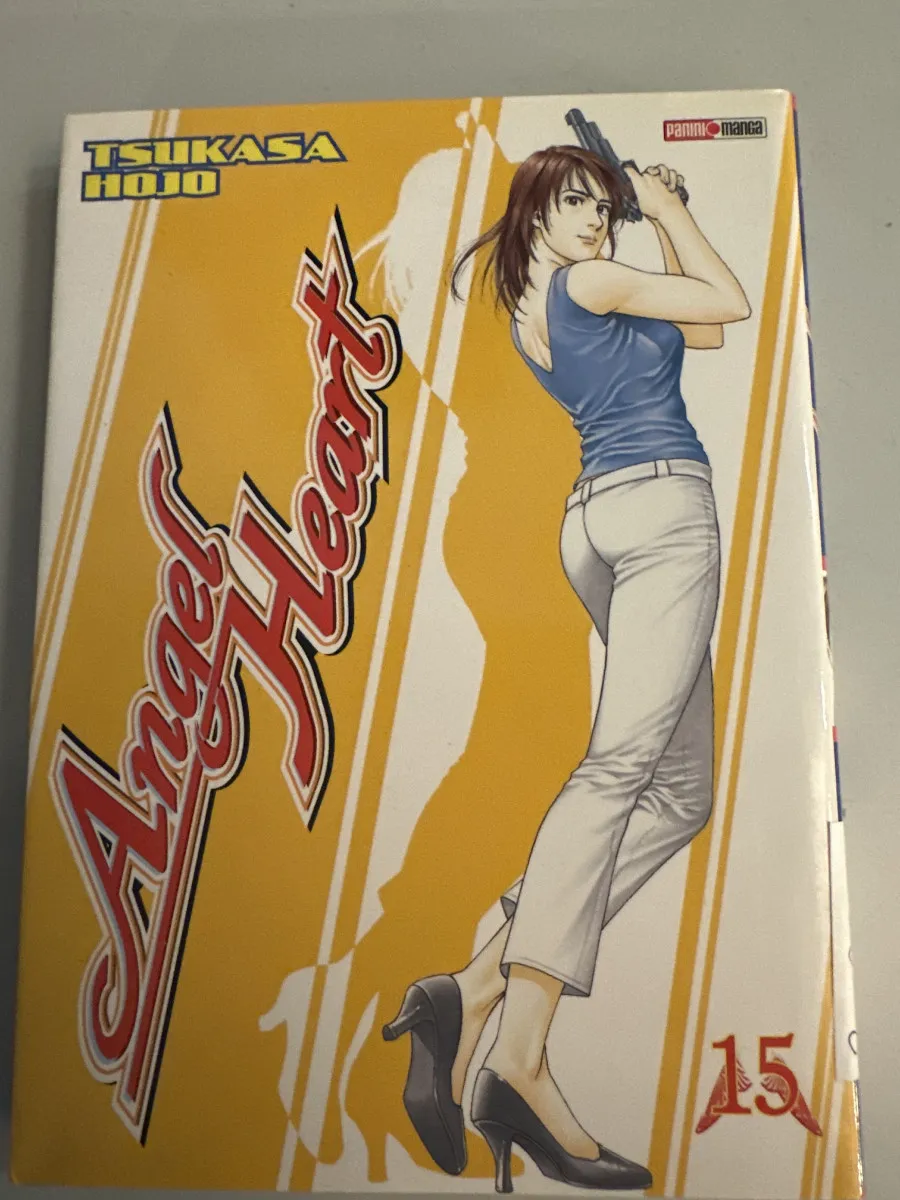 TSUKASA
HOJO
PANINI manga
Angel
Heart
15